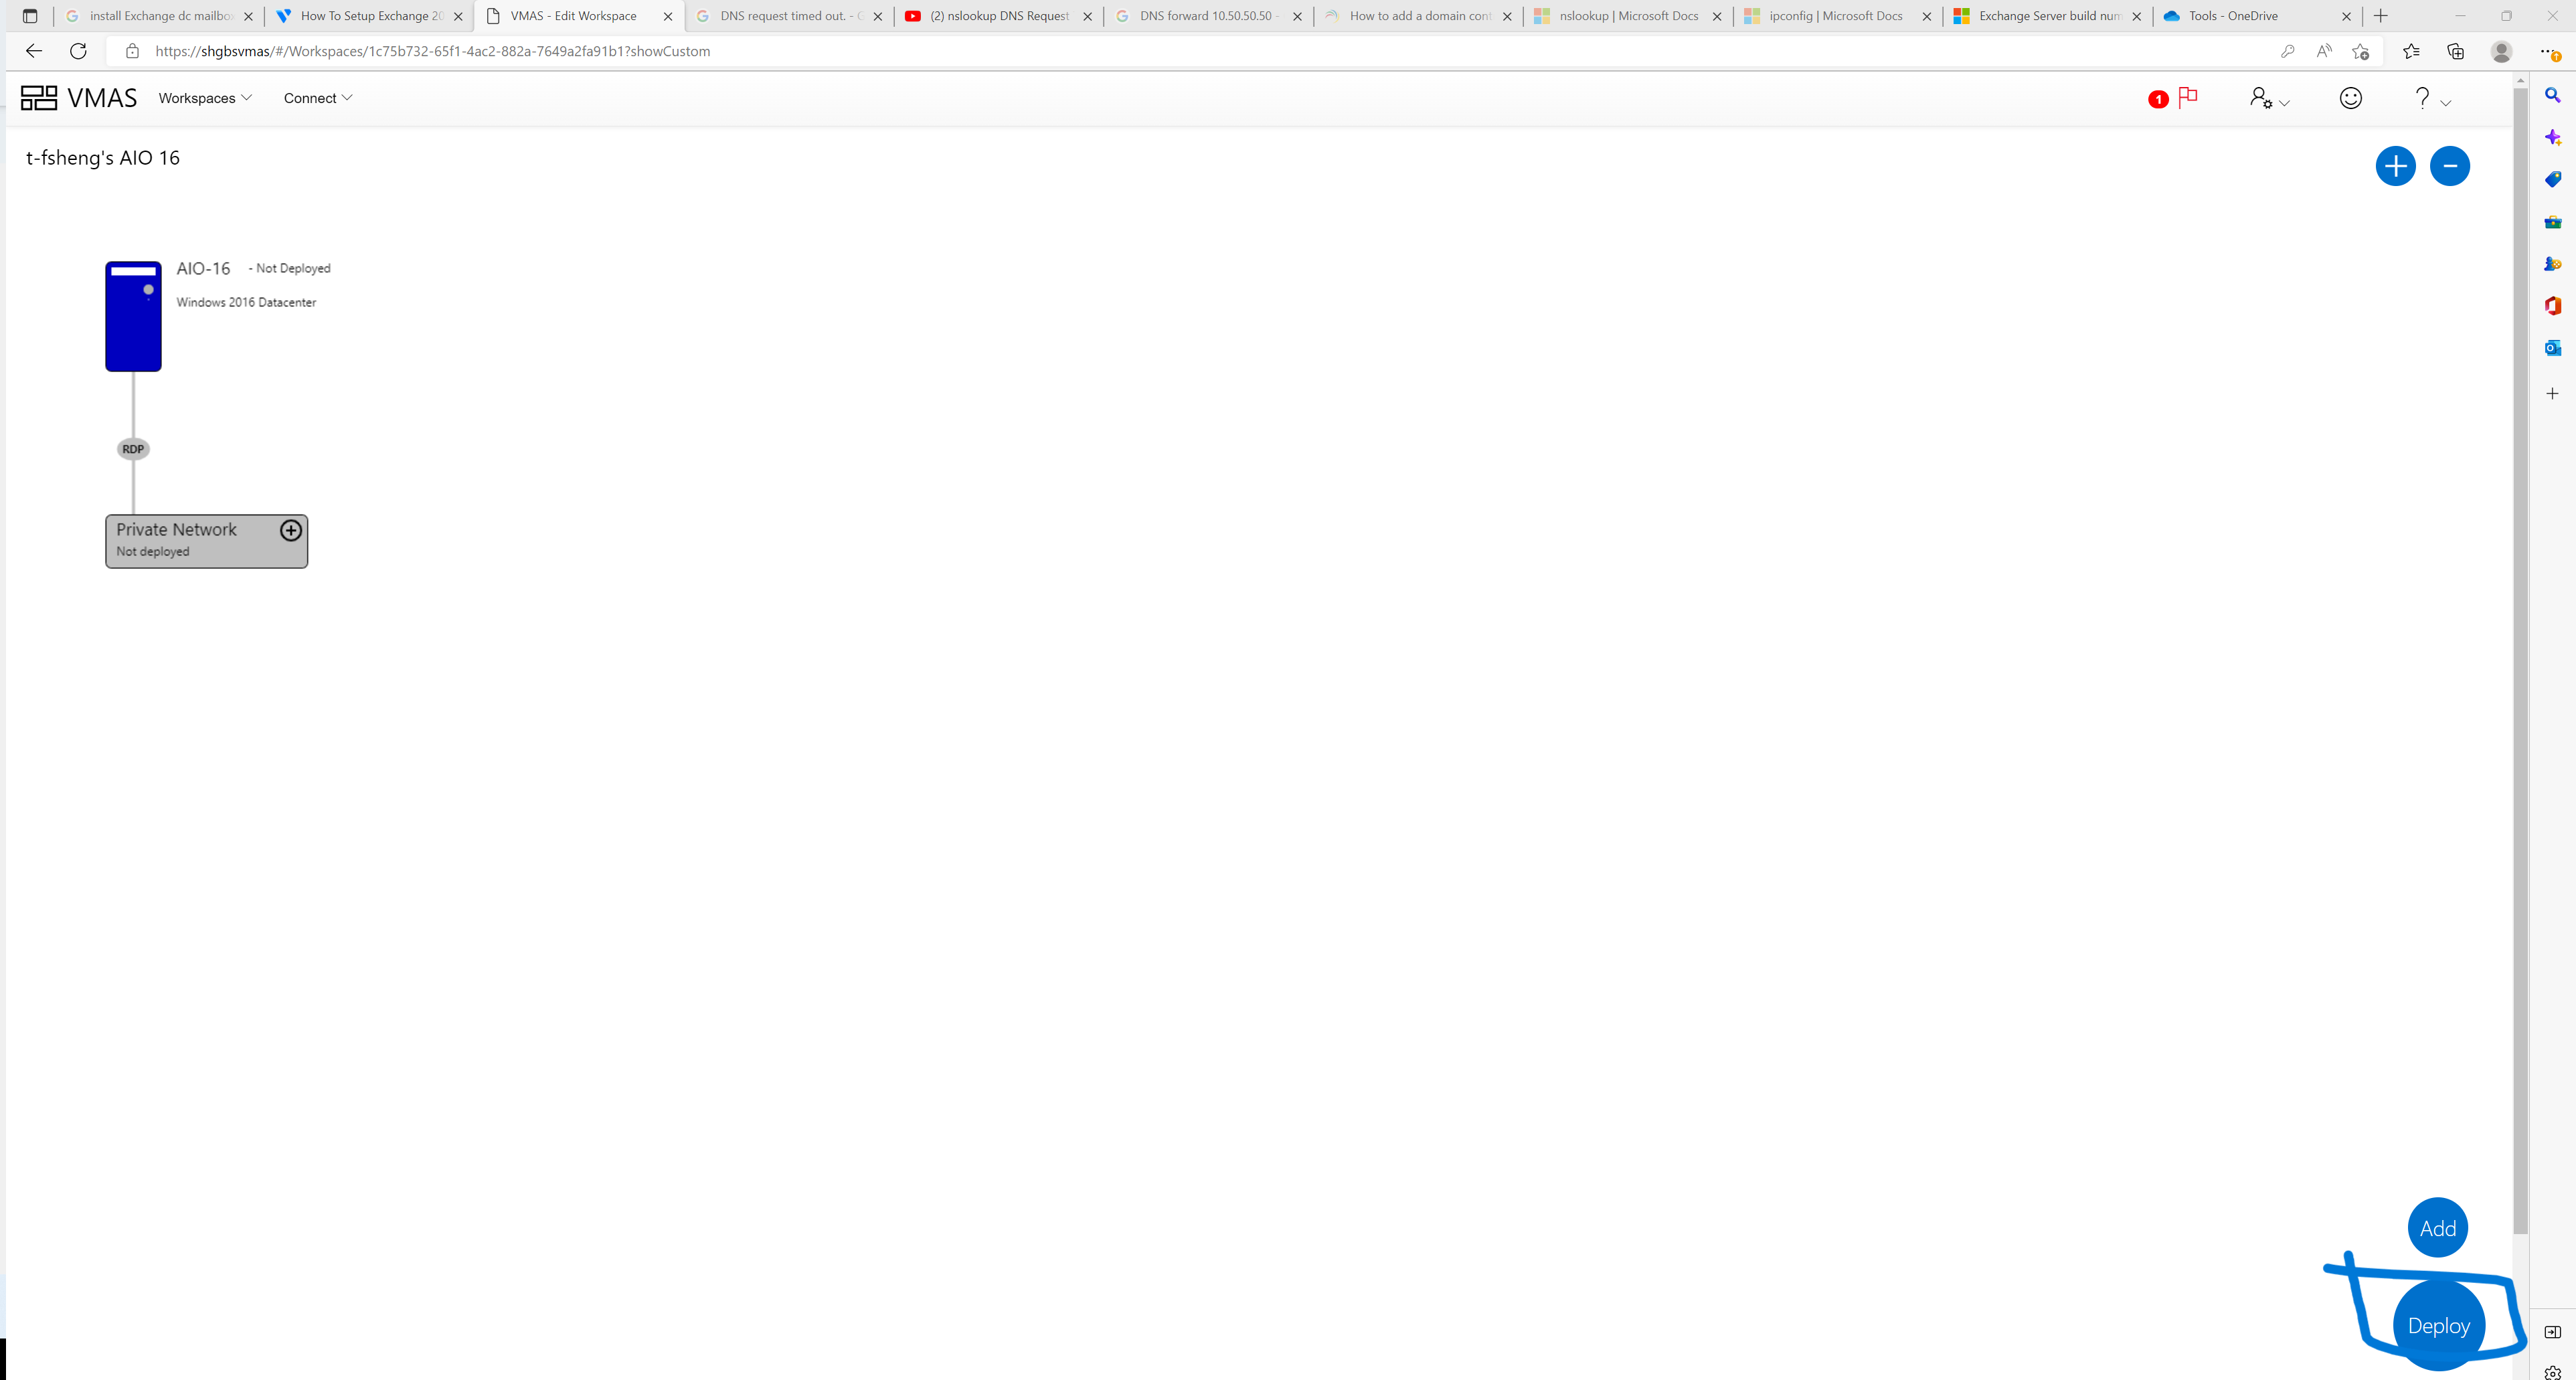 install Exchange dc mailbo
How To Setup Exchange 20
VMAS - Edit Workspace
DNS request timed out. - G
(2) nslookup DNS Request
DNS forward 10.50.50.50 -
How to add a domain cont
nslookup | Microsoft Docs
ipconfig | Microsoft Docs
Exchange Server build num
Tools - OneDrive
https://shgbsvmas/#/Workspaces/1c75b732-65f1-4ac2-882a-7649a2fa91b1?showCustom
VMAS Workspaces Connect 1 ?
t-fsheng's AIO 16
AIO-16 - Not Deployed
Windows 2016 Datacenter
RDP
Private Network
Not deployed
Add
Deploy